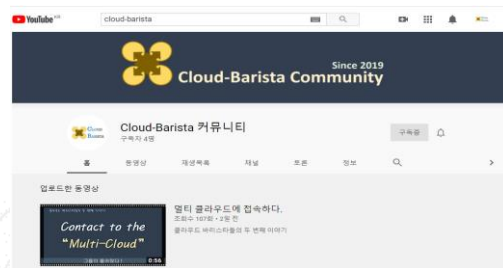 YouTube KR
cloud-barista
Since 2019
Cloud-Barista Community
Cloud-Barista 커뮤니티
구독자 4명
구독중
홈 동영상 재생목록 채널 토론 정보
업로드한 동영상
Contact to the
"Multi-Cloud"
0:56
멀티 클라우드에 접속하다.
조회수 107회 • 2일 전
클라우드 바리스타들의 두 번째 이야기